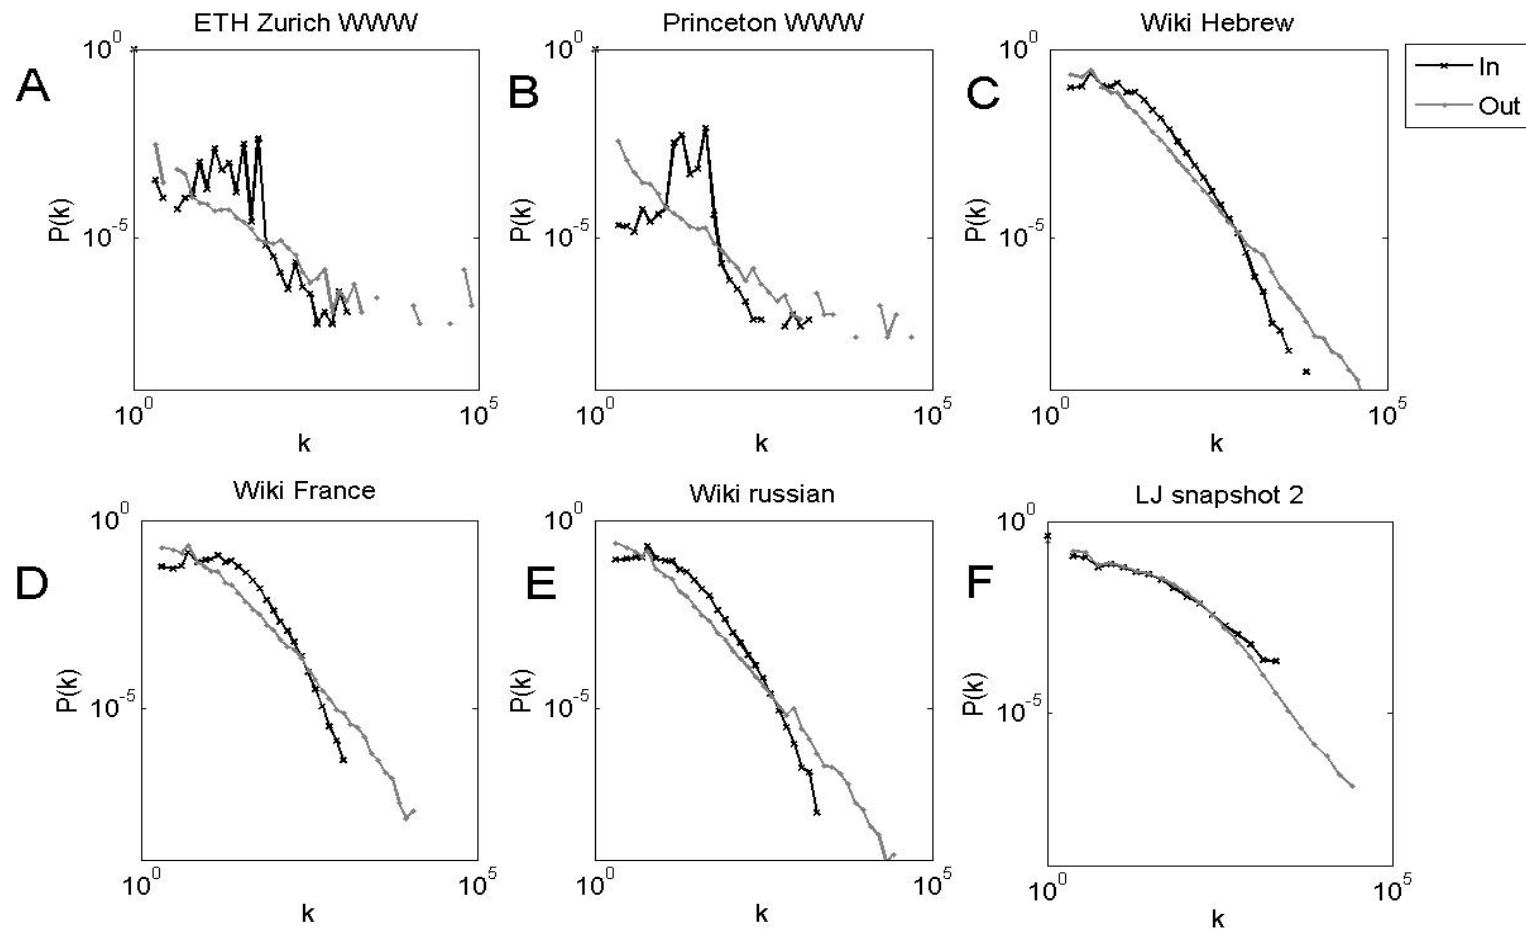 ETH Zurich WWW
Princeton WWW
Wiki Hebrew
A
B
C
In
Out
10^0
10^0
10^0
P(k)
P(k)
P(k)
10^-5
10^-5
10^-5
10^0
10^5
10^0
10^5
10^0
10^5
k
k
k
Wiki France
Wiki russian
LJ snapshot 2
D
E
F
10^0
10^0
10^0
P(k)
P(k)
P(k)
10^-5
10^-5
10^-5
10^0
10^5
10^0
10^5
10^0
10^5
k
k
k